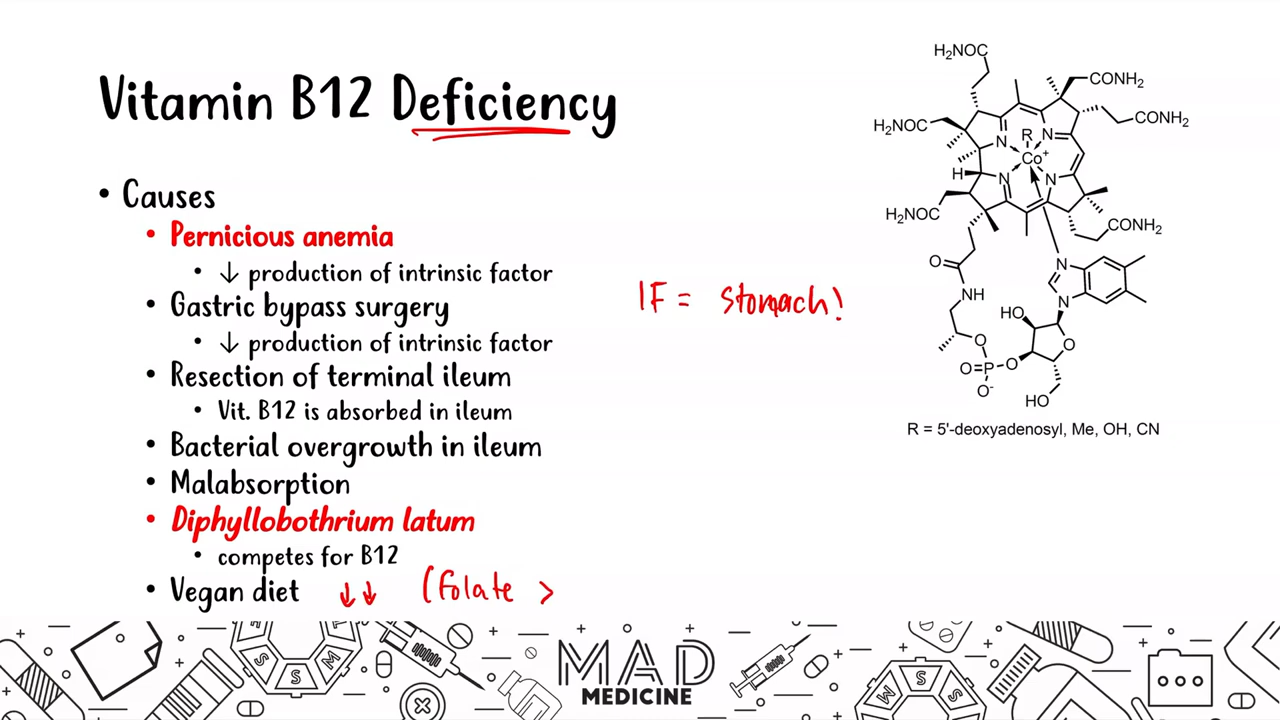 Vitamin B12 Deficiency
• Causes
• Pernicious anemia
• ↓ production of intrinsic factor
• Gastric bypass surgery
• ↓ production of intrinsic factor
• Resection of terminal ileum
• Vit. B12 is absorbed in ileum
• Bacterial overgrowth in ileum
• Malabsorption
• Diphyllobothrium latum
• competes for B12
• Vegan diet ↓↓ (Folate >
IF = Stomach!
H₂NOC
CONH₂
H₂NOC
CONH₂
R
N
N
Co⁺
H
N
N
H₂NOC
CONH₂
O
N
NH
N
HO
O
O
O=P-O
O⁻
HO
R = 5'-deoxyadenosyl, Me, OH, CN
S
S
M
M
S
S
MAD
MEDICINE